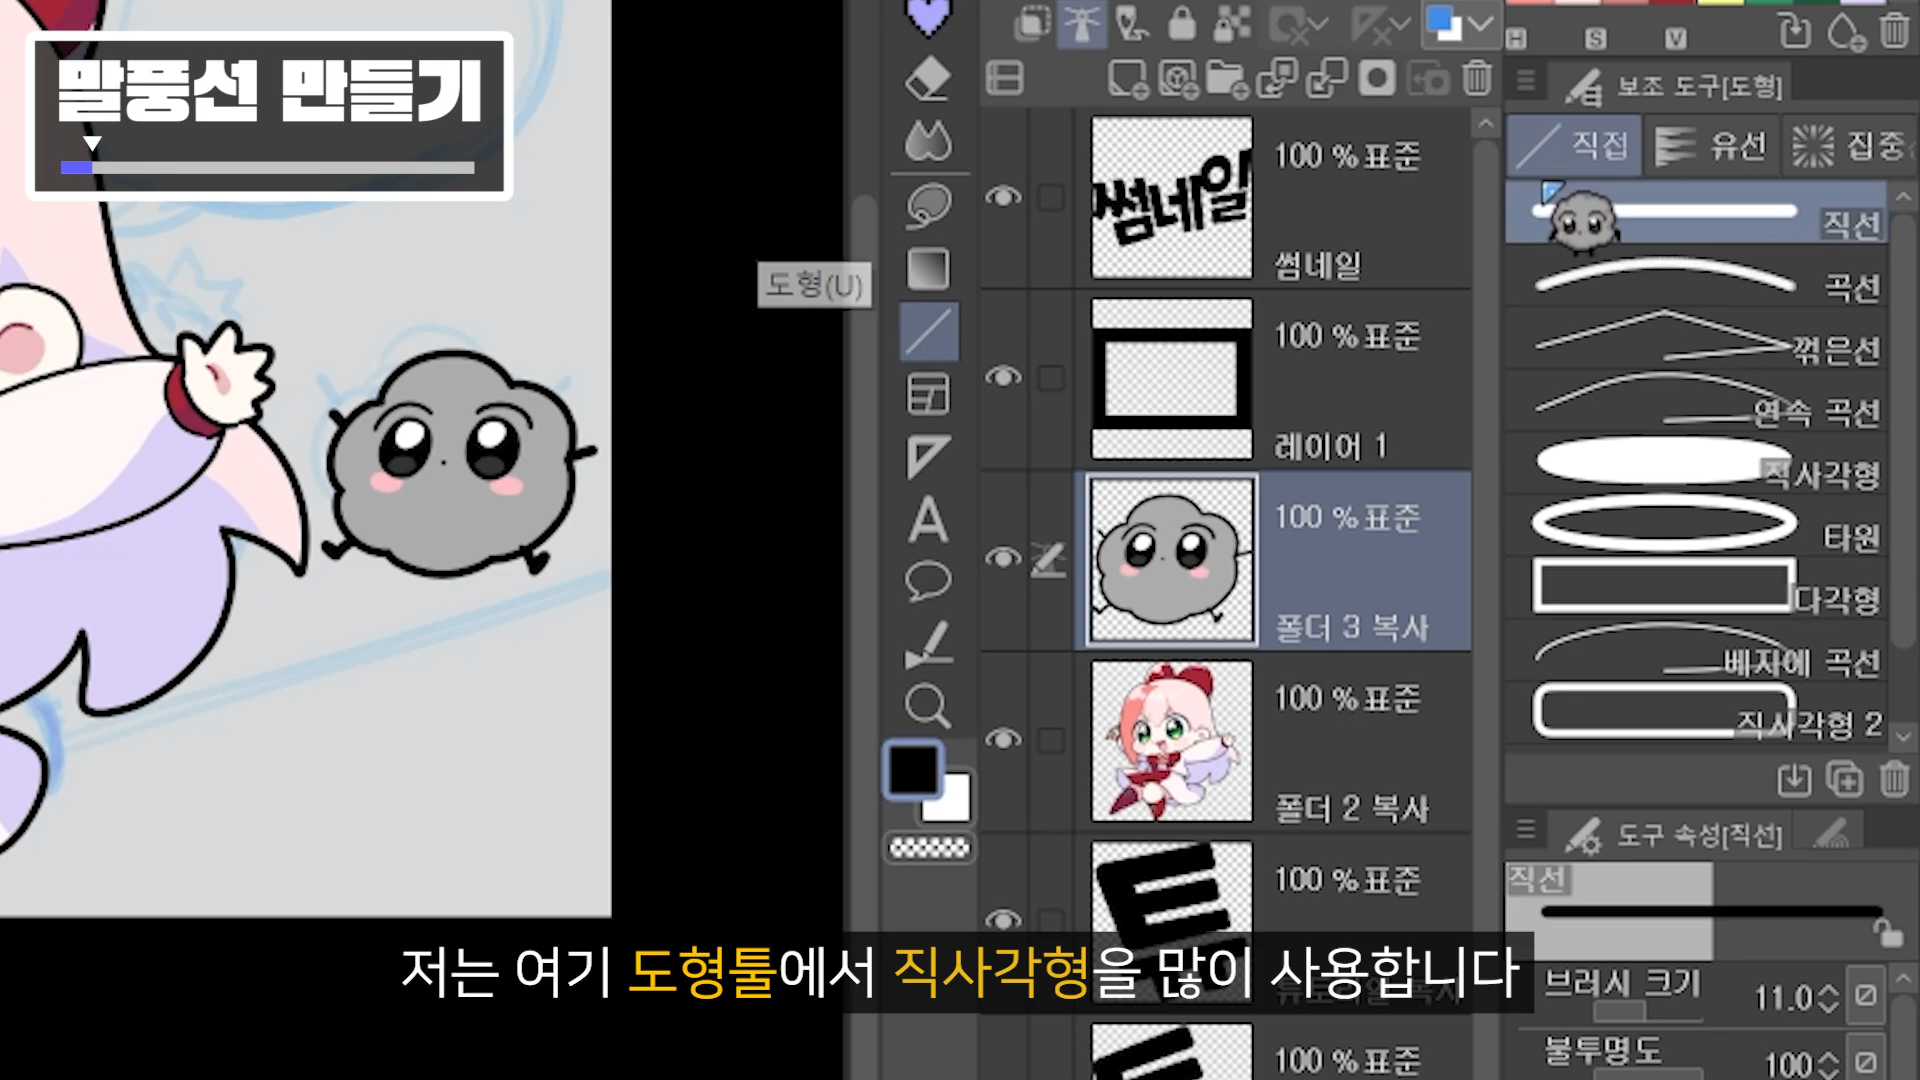 말풍선 만들기
도형(U)
100 %표준
썸네일
썸네일
100 %표준
레이어 1
100 %표준
폴더 3 복사
100 %표준
폴더 2 복사
100 %표준
100 %표준
H S V
보조 도구[도형]
직접
유선
집중
직선
곡선
꺾은선
연속 곡선
직사각형
타원
다각형
베지에 곡선
직사각형 2
도구 속성[직선]
직선
브러시 크기 11.0
불투명도 100
저는 여기 도형툴에서 직사각형을 많이 사용합니다